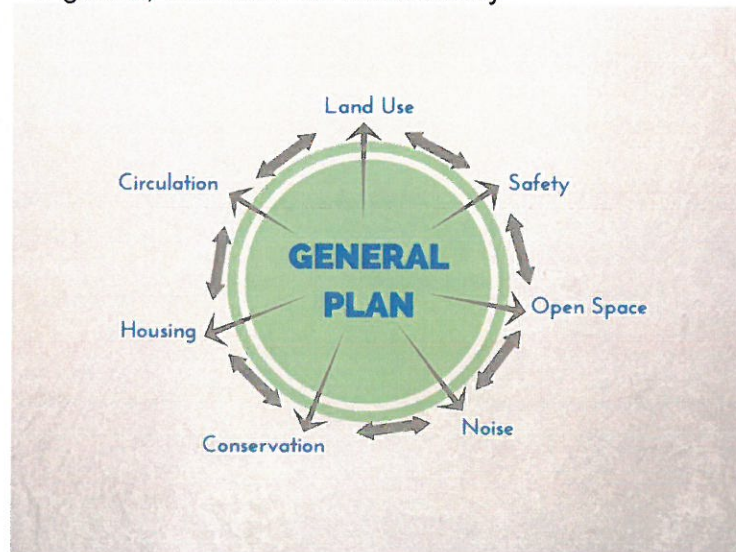 Land Use
Circulation
Safety
GENERAL
PLAN
Open Space
Housing
Noise
Conservation